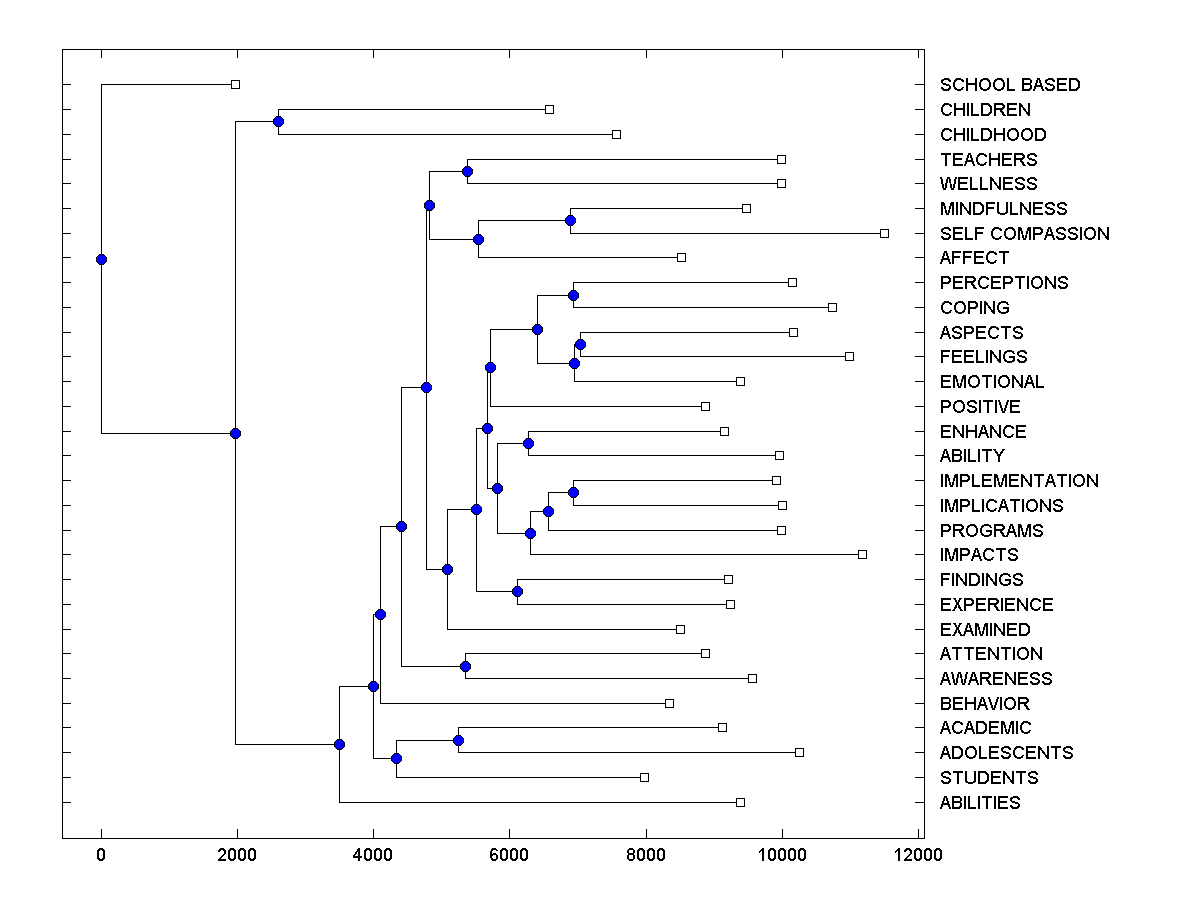 SCHOOL BASED
CHILDREN
CHILDHOOD
TEACHERS
WELLNESS
MINDFULNESS
SELF COMPASSION
AFFECT
PERCEPTIONS
COPING
ASPECTS
FEELINGS
EMOTIONAL
POSITIVE
ENHANCE
ABILITY
IMPLEMENTATION
IMPLICATIONS
PROGRAMS
IMPACTS
FINDINGS
EXPERIENCE
EXAMINED
ATTENTION
AWARENESS
BEHAVIOR
ACADEMIC
ADOLESCENTS
STUDENTS
ABILITIES
0 2000 4000 6000 8000 10000 12000